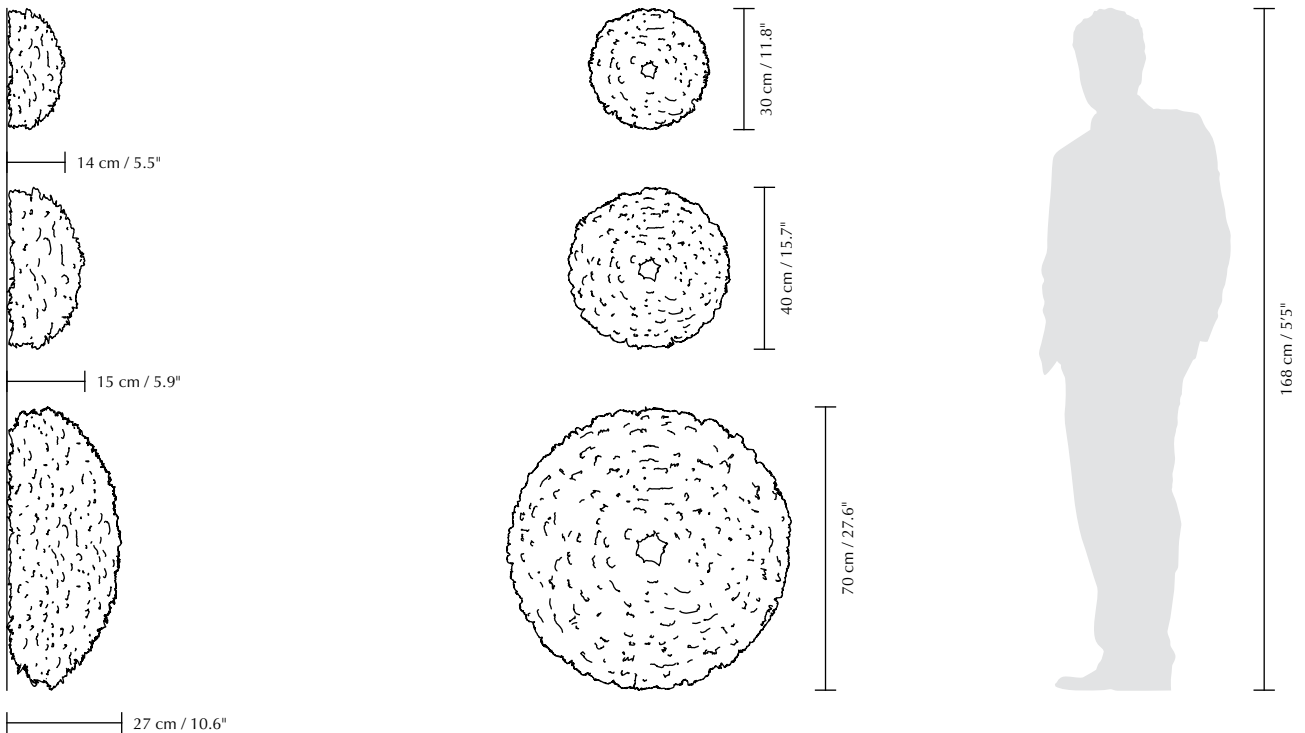 30 cm / 11.8"
14 cm / 5.5"
40 cm / 15.7"
15 cm / 5.9"
70 cm / 27.6"
27 cm / 10.6"
168 cm / 5'5"